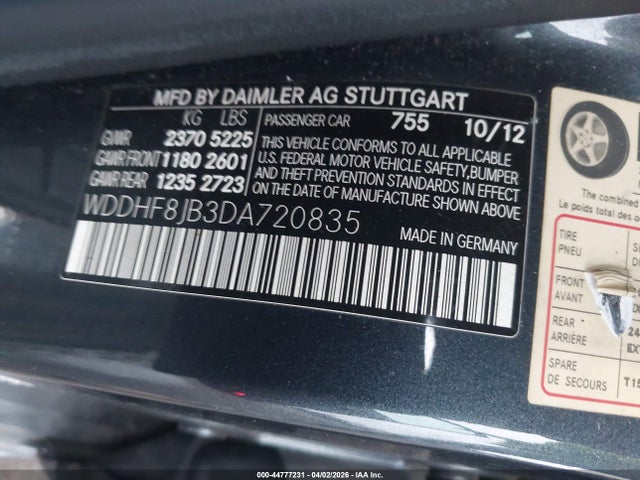 MFD BY DAIMLER AG STUTTGART
KG LBS
GVWR 2370 5225
GAWR FRONT 1180 2601
GAWR REAR 1235 2723
PASSENGER CAR 755 10/12
THIS VEHICLE CONFORMS TO ALL APPLICABLE
U.S. FEDERAL MOTOR VEHICLE SAFETY, BUMPER
AND THEFT PREVENTION STANDARDS IN EFFECT
ON THE DATE OF MANUFACTURE SHOWN ABOVE
WDDHF8JB3DA720835
MADE IN GERMANY
The combined
Le poids total des
TIRE
PNEU
FRONT
AVANT
REAR
ARRIÈRE
SPARE
DE SECOURS
000-44777231 - 04/02/2026 - IAA Inc.